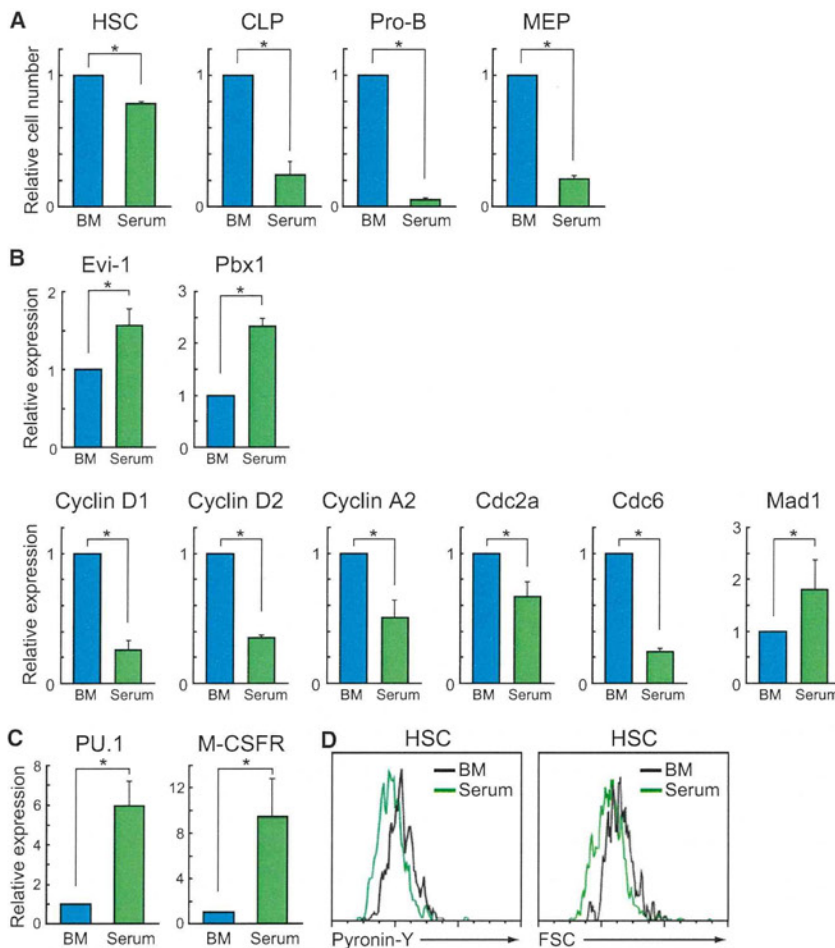 A
HSC
CLP
Pro-B
MEP
Relative cell number
1
0
BM Serum
*
1
0
BM Serum
*
1
0
BM Serum
*
1
0
BM Serum
*
B
Evi-1
Pbx1
Relative expression
2
1
0
BM Serum
*
3
2
1
0
BM Serum
*
Cyclin D1
Cyclin D2
Cyclin A2
Cdc2a
Cdc6
Mad1
Relative expression
1
0
BM Serum
*
1
0
BM Serum
*
1
0
BM Serum
*
1
0
BM Serum
*
1
0
BM Serum
*
3
2
1
0
BM Serum
*
C
PU.1
M-CSFR
Relative expression
8
6
4
2
1
0
BM Serum
*
12
8
4
1
0
BM Serum
*
D
HSC
BM
Serum
Pyronin-Y
HSC
BM
Serum
FSC